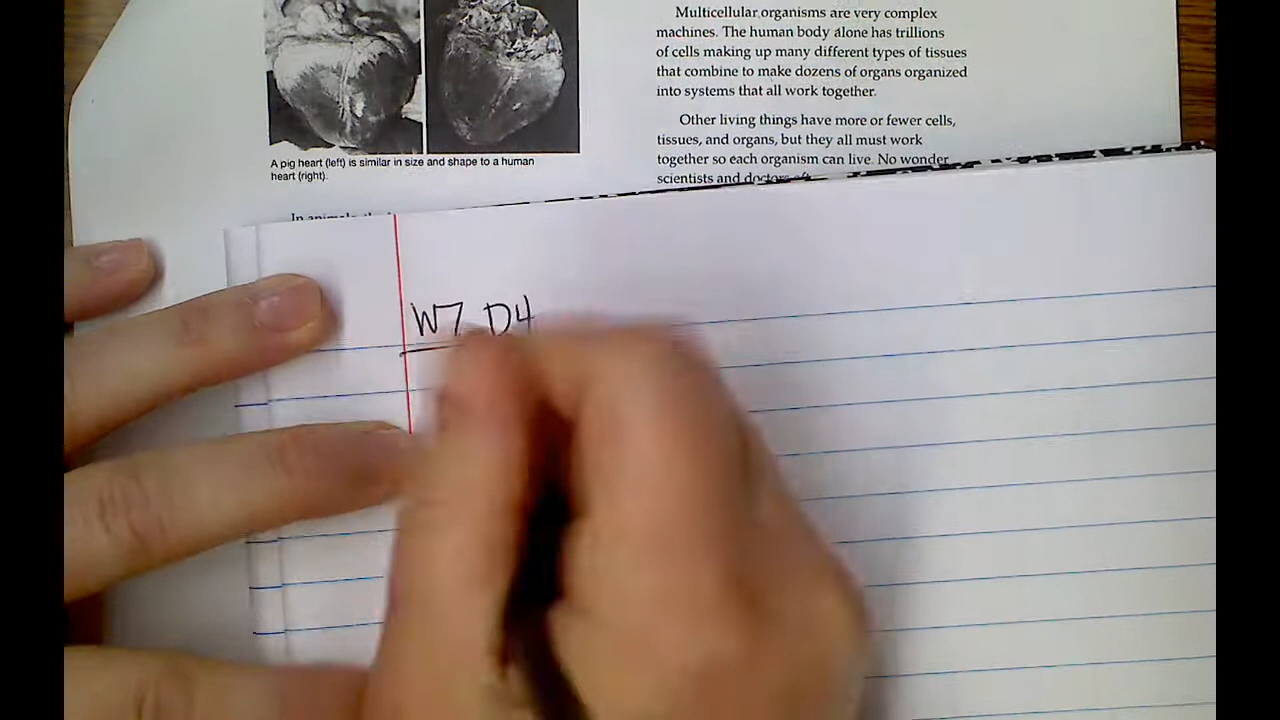 Multicellular organisms are very complex
machines. The human body alone has trillions
of cells making up many different types of tissues
that combine to make dozens of organs organized
into systems that all work together.
Other living things have more or fewer cells,
tissues, and organs, but they all must work
together so each organism can live. No wonder
scientists and doctors
A pig heart (left) is similar in size and shape to a human
heart (right).
W7 D4